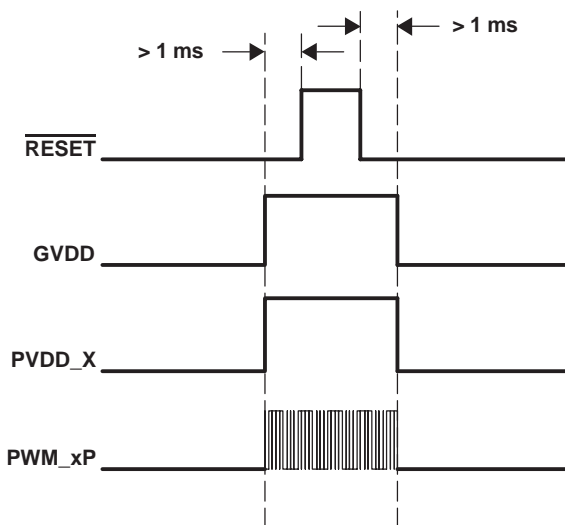 > 1 ms
> 1 ms
RESET
GVDD
PVDD_X
PWM_xP